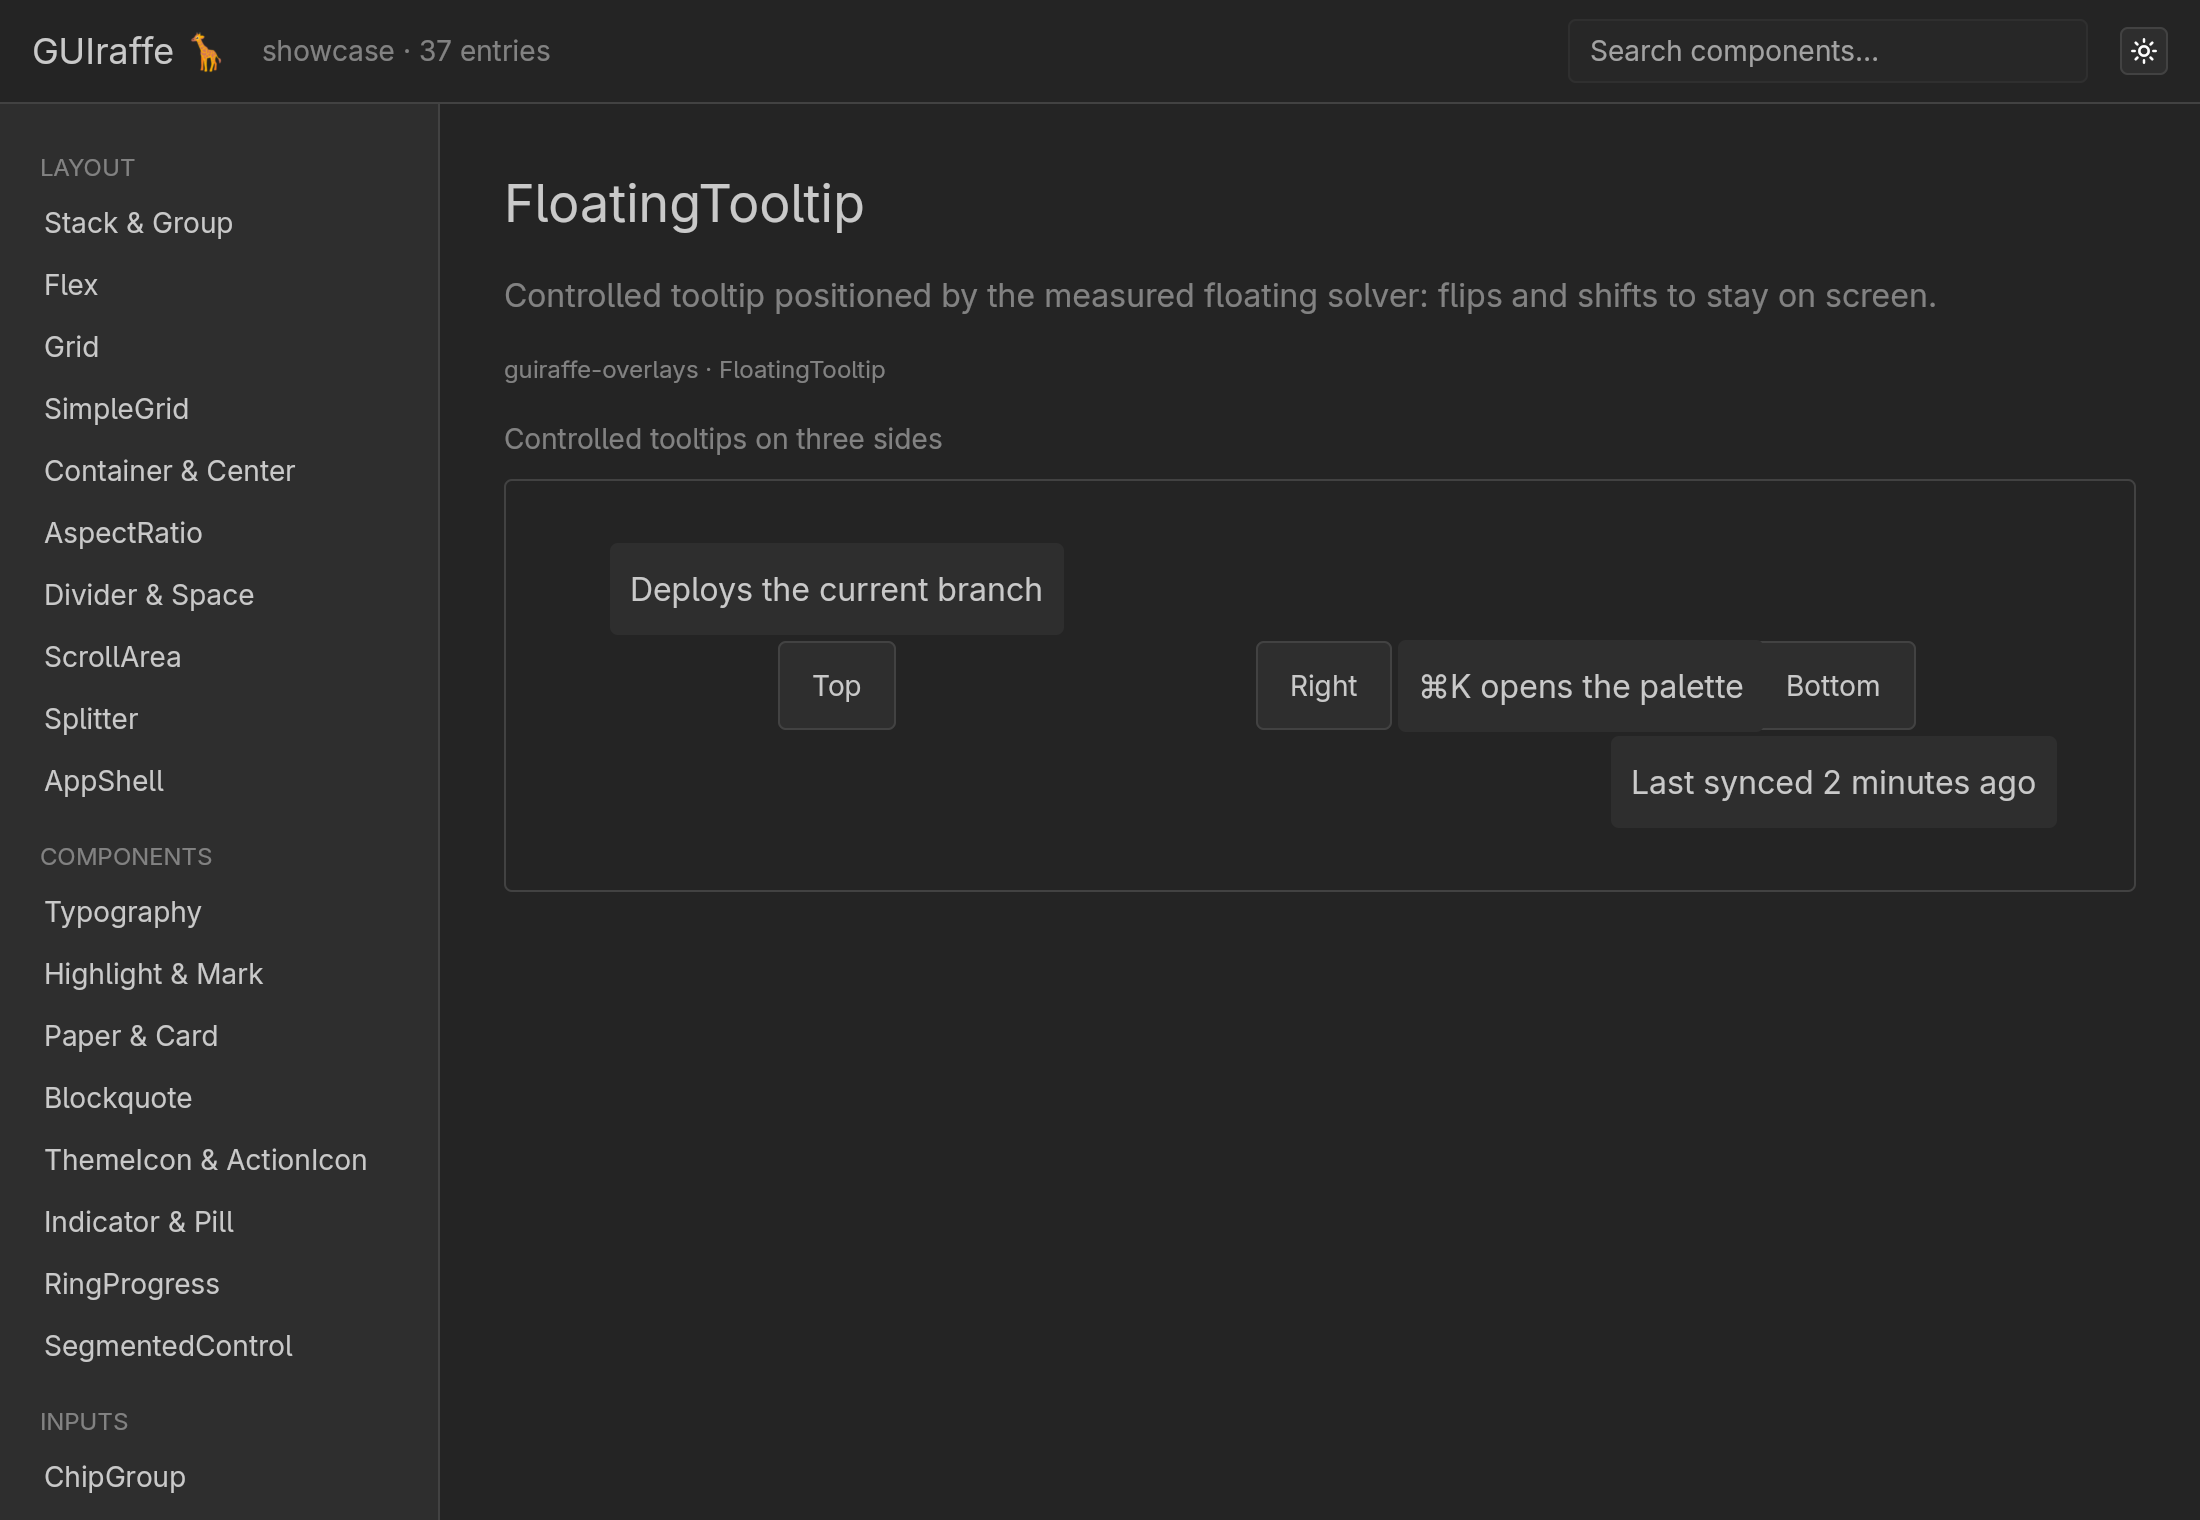 GUIraffe 🦒 showcase · 37 entries
Search components...
LAYOUT
Stack & Group
Flex
Grid
SimpleGrid
Container & Center
AspectRatio
Divider & Space
ScrollArea
Splitter
AppShell
COMPONENTS
Typography
Highlight & Mark
Paper & Card
Blockquote
ThemeIcon & ActionIcon
Indicator & Pill
RingProgress
SegmentedControl
INPUTS
ChipGroup
FloatingTooltip
Controlled tooltip positioned by the measured floating solver: flips and shifts to stay on screen.
guiraffe-overlays · FloatingTooltip
Controlled tooltips on three sides
Deploys the current branch
Top
Right
⌘K opens the palette
Bottom
Last synced 2 minutes ago